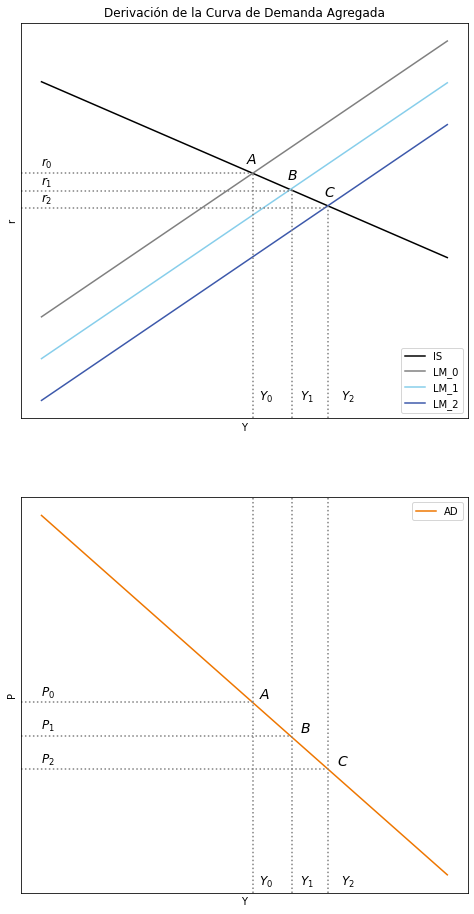 Derivación de la Curva de Demanda Agregada
r₀
r₁
r₂
A
B
C
r
Y₀ Y₁ Y₂
IS
LM_0
LM_1
LM_2
Y
AD
P₀
P₁
P₂
A
B
C
P
Y₀ Y₁ Y₂
Y